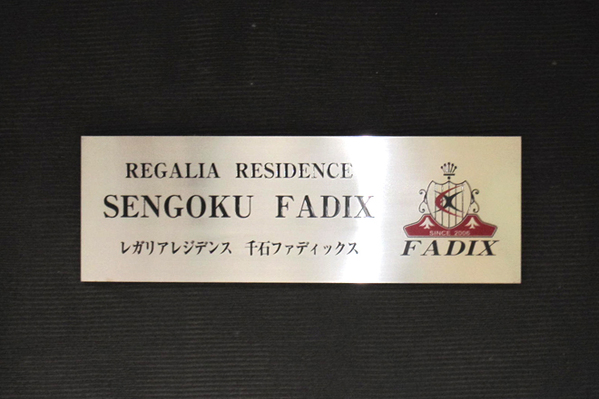 REGALIA RESIDENCE
SENGOKU FADIX
レガリアレジデンス 千石ファディックス
SINCE 2006
FADIX